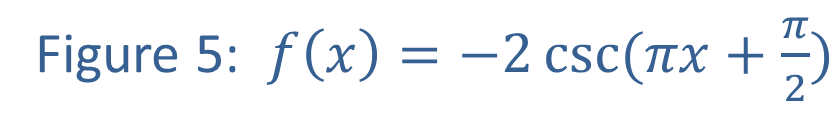 Figure 5: f(x) = −2 csc(πx + π/2)